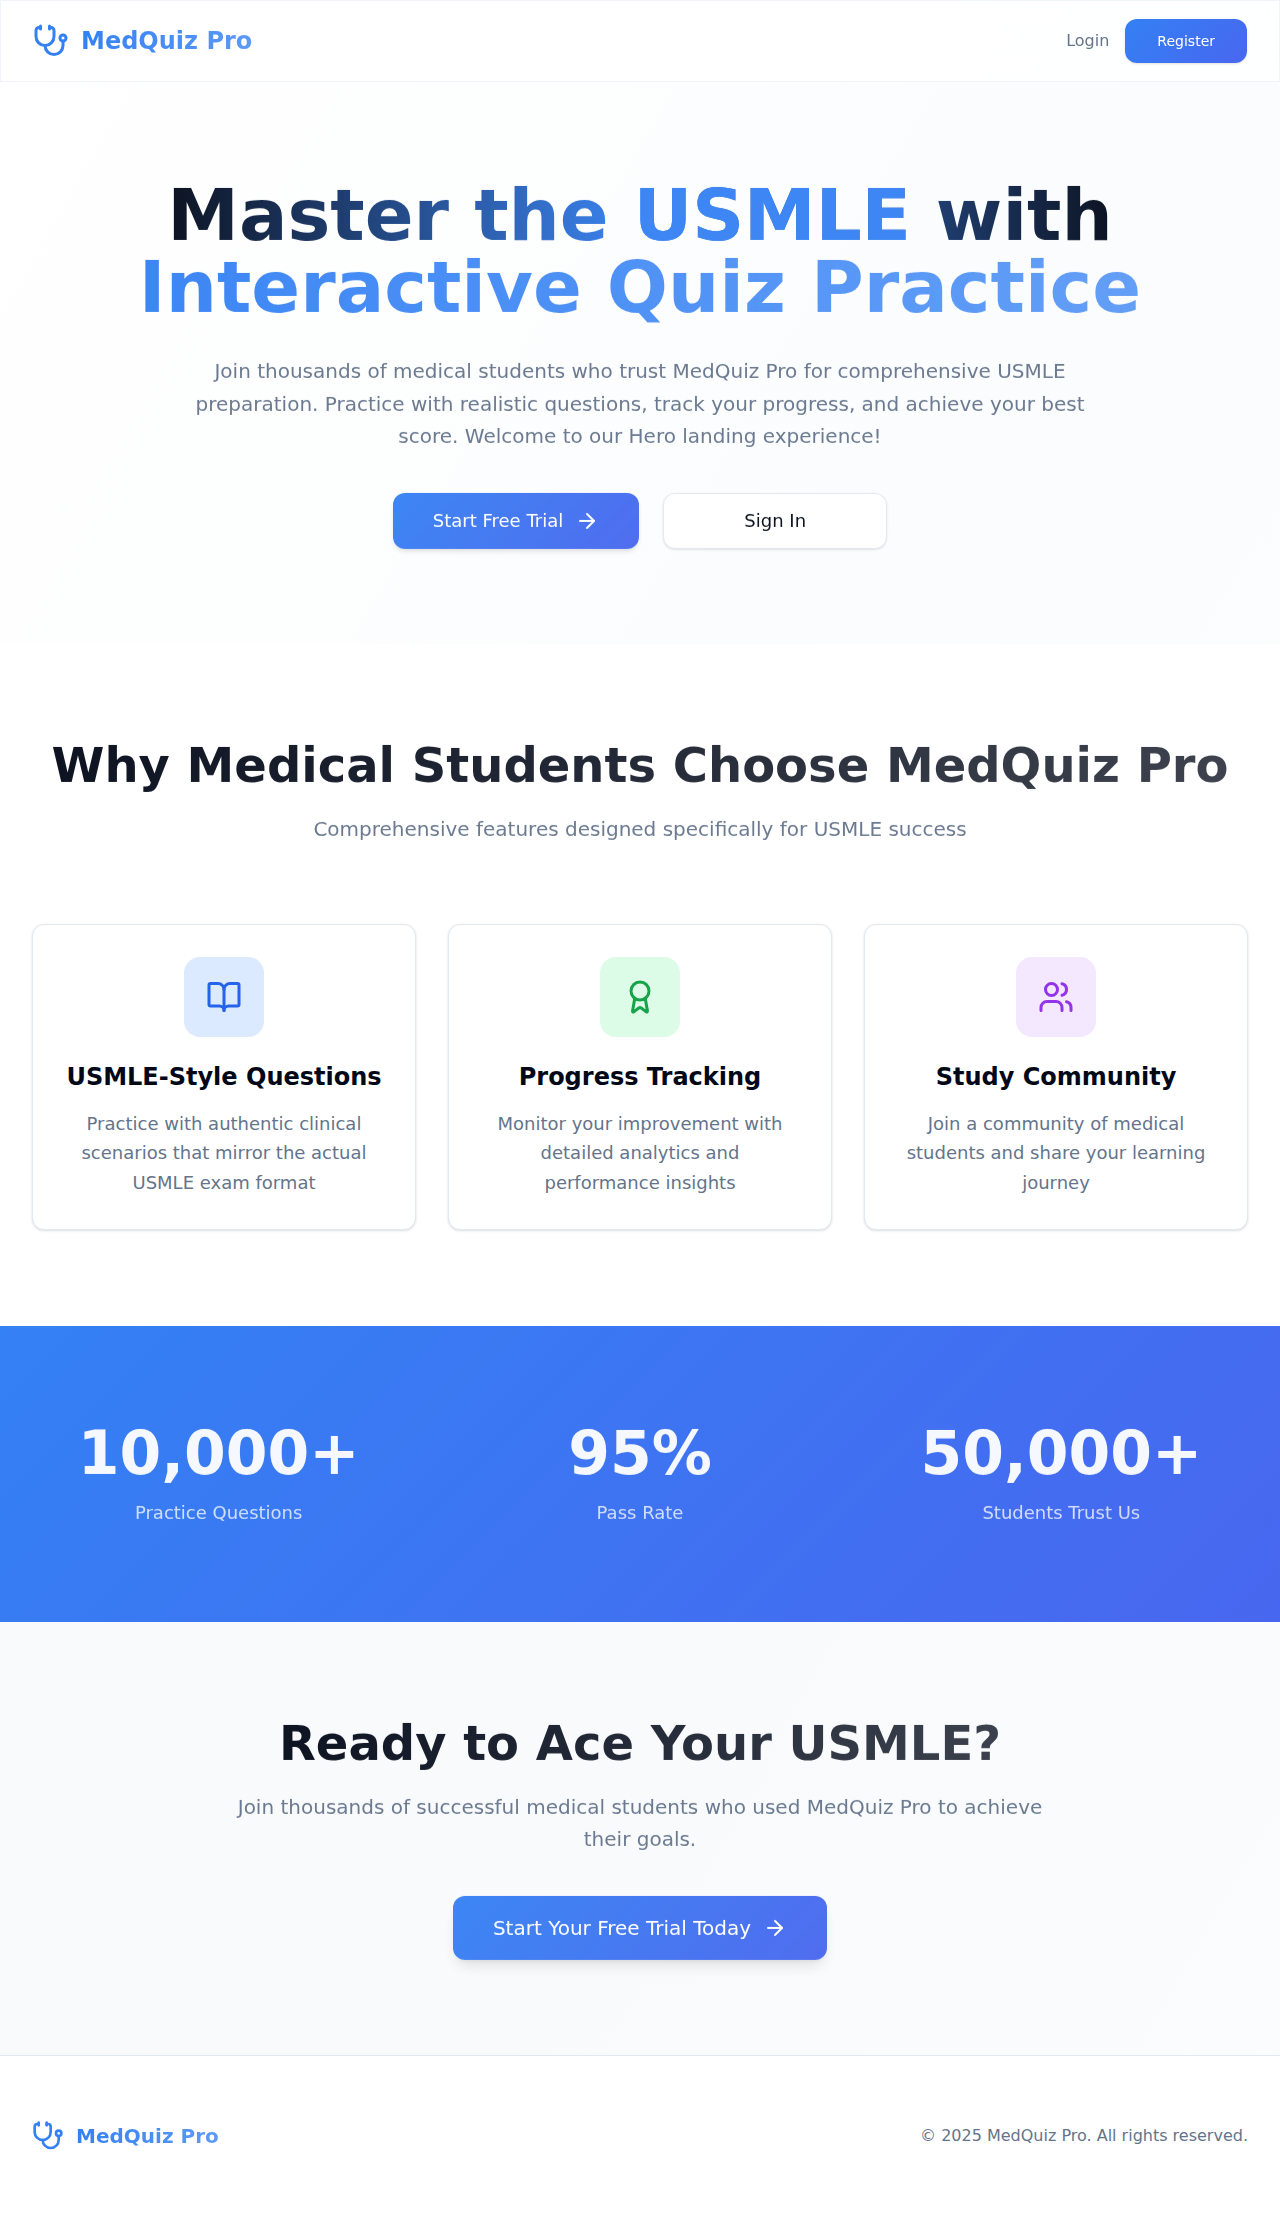 MedQuiz Pro
Login
Register
Master the USMLE with
Interactive Quiz Practice
Join thousands of medical students who trust MedQuiz Pro for comprehensive USMLE
preparation. Practice with realistic questions, track your progress, and achieve your best
score. Welcome to our Hero landing experience!
Start Free Trial
Sign In
Why Medical Students Choose MedQuiz Pro
Comprehensive features designed specifically for USMLE success
USMLE-Style Questions
Practice with authentic clinical
scenarios that mirror the actual
USMLE exam format
Progress Tracking
Monitor your improvement with
detailed analytics and
performance insights
Study Community
Join a community of medical
students and share your learning
journey
10,000+
Practice Questions
95%
Pass Rate
50,000+
Students Trust Us
Ready to Ace Your USMLE?
Join thousands of successful medical students who used MedQuiz Pro to achieve
their goals.
Start Your Free Trial Today
MedQuiz Pro
© 2025 MedQuiz Pro. All rights reserved.